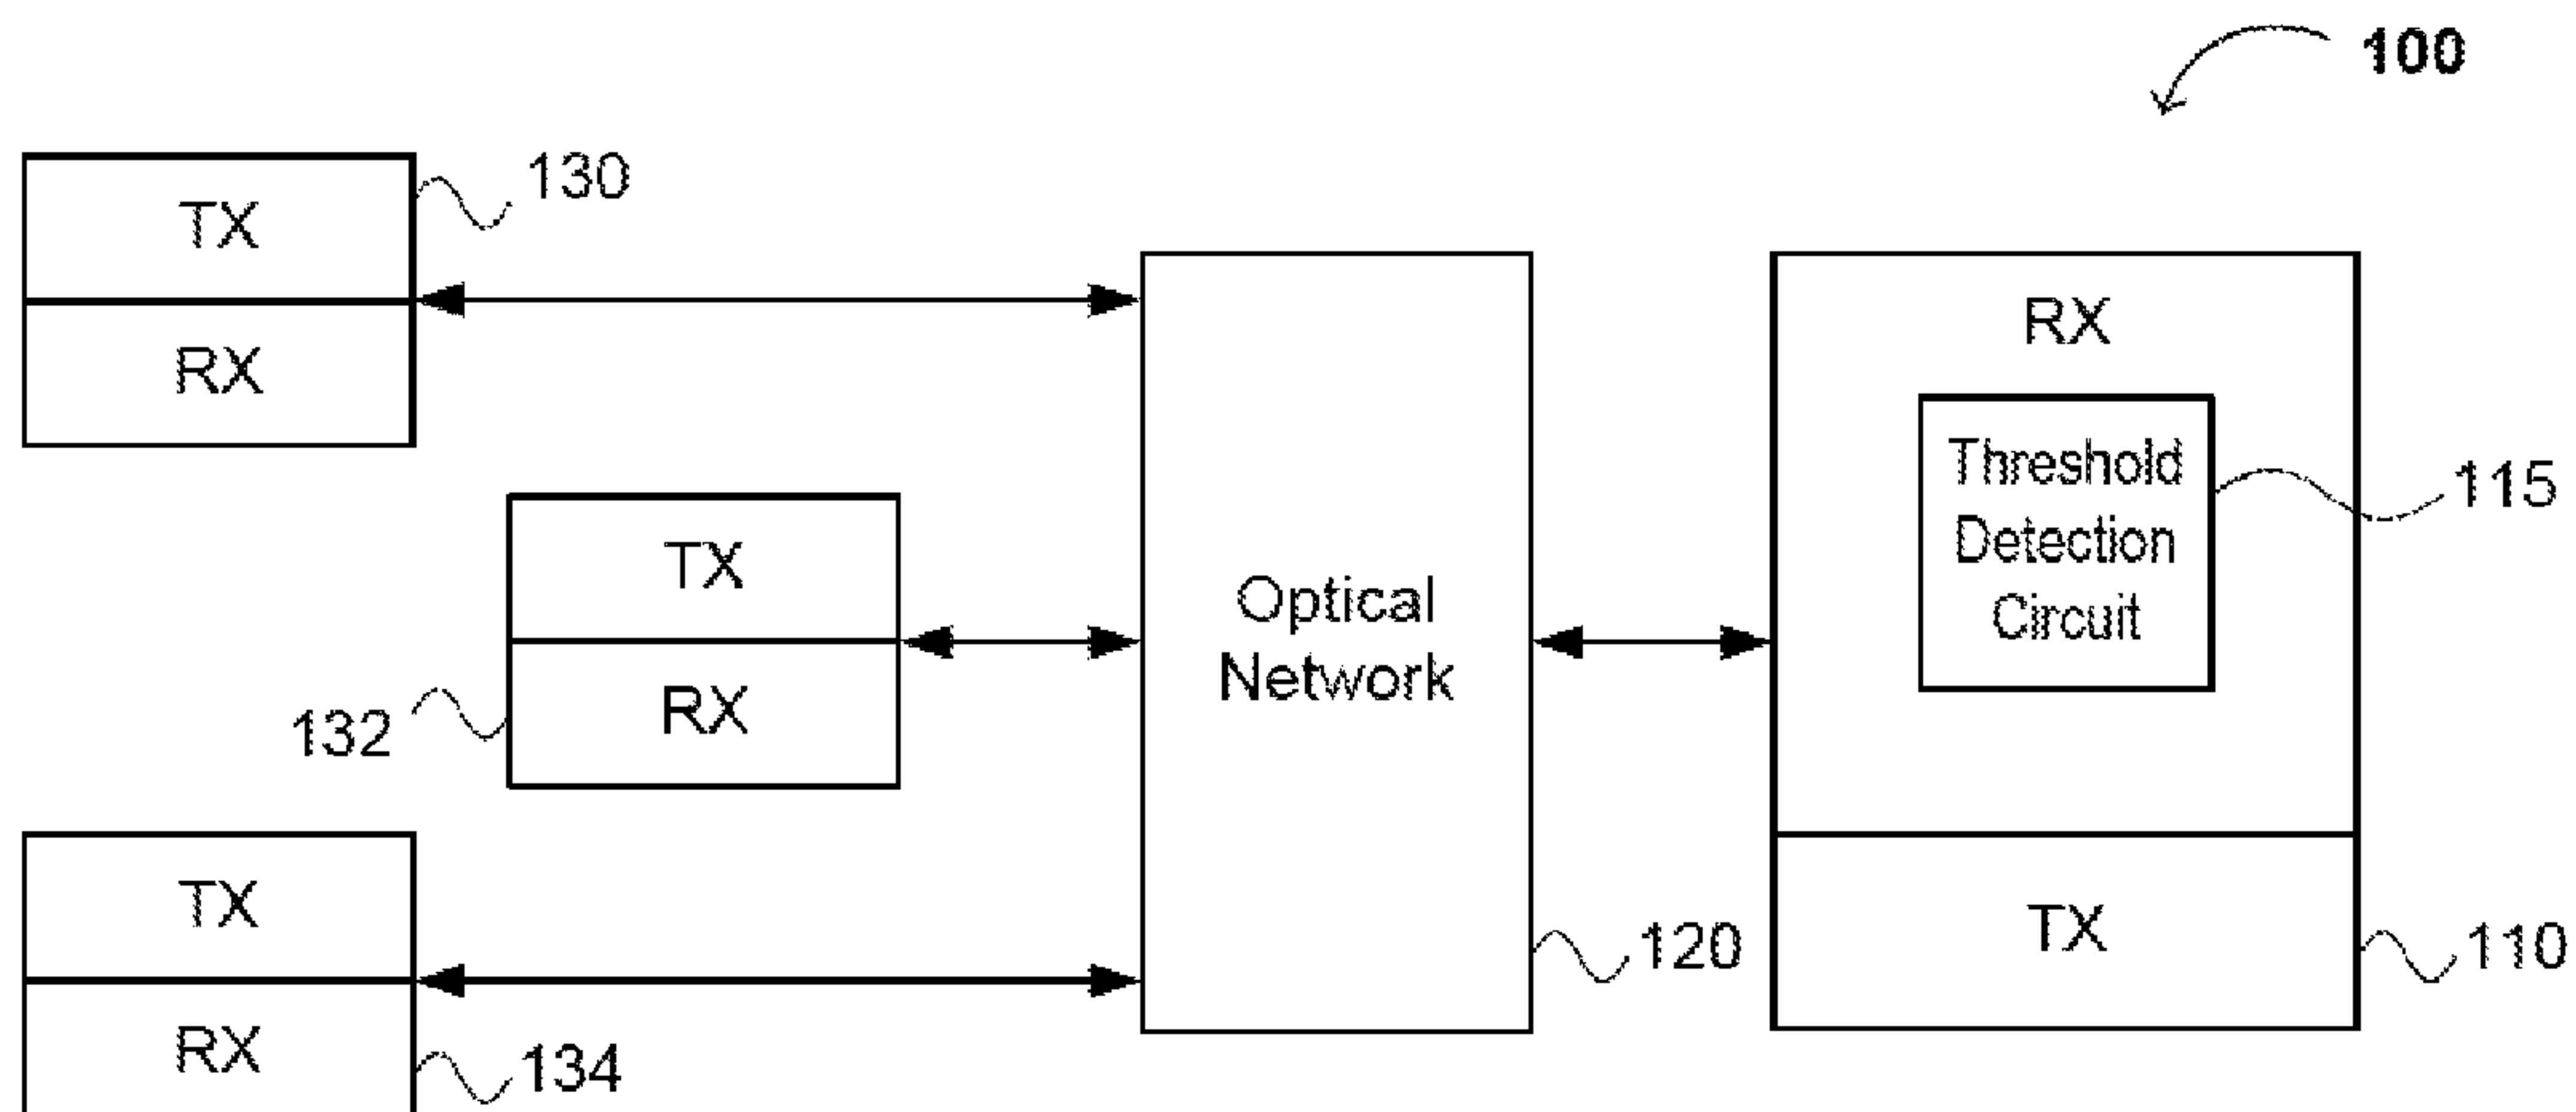 100
TX
130
RX
TX
132
RX
TX
RX
134
Optical
Network
120
RX
Threshold
Detection
Circuit
115
TX
110